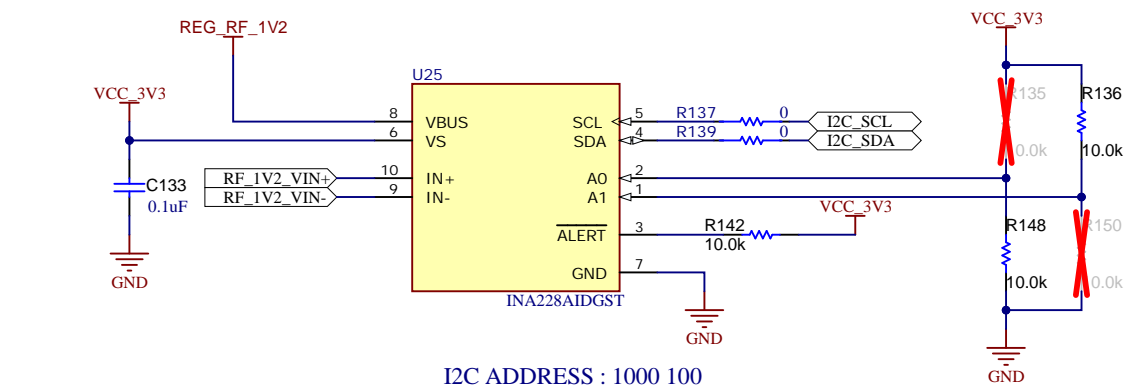 REG_RF_1V2
VCC_3V3
VCC_3V3
U25
R135
R136
8 VBUS
SCL 5 R137 0 I2C_SCL
6 VS
SDA 4 R139 0 I2C_SDA
10.0k
10.0k
C133
0.1uF
RF_1V2_VIN+ 10 IN+
A0 2
RF_1V2_VIN- 9 IN-
A1 1
VCC_3V3
ALERT 3 R142
10.0k
R148
R150
GND 7
10.0k
10.0k
GND
INA228AIDGST
GND
GND
I2C ADDRESS : 1000 100